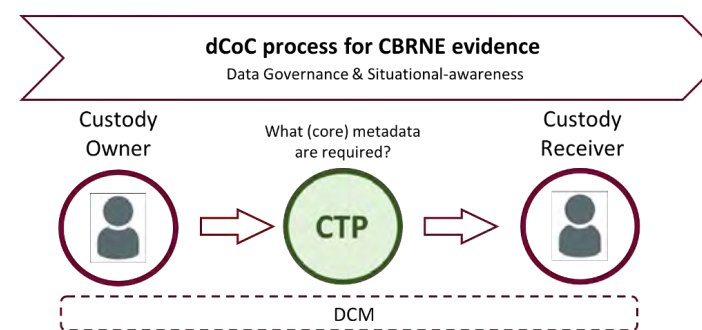 dCoC process for CBRNE evidence
Data Governance & Situational-awareness
Custody
Owner
What (core) metadata
are required?
Custody
Receiver
CTP
DCM